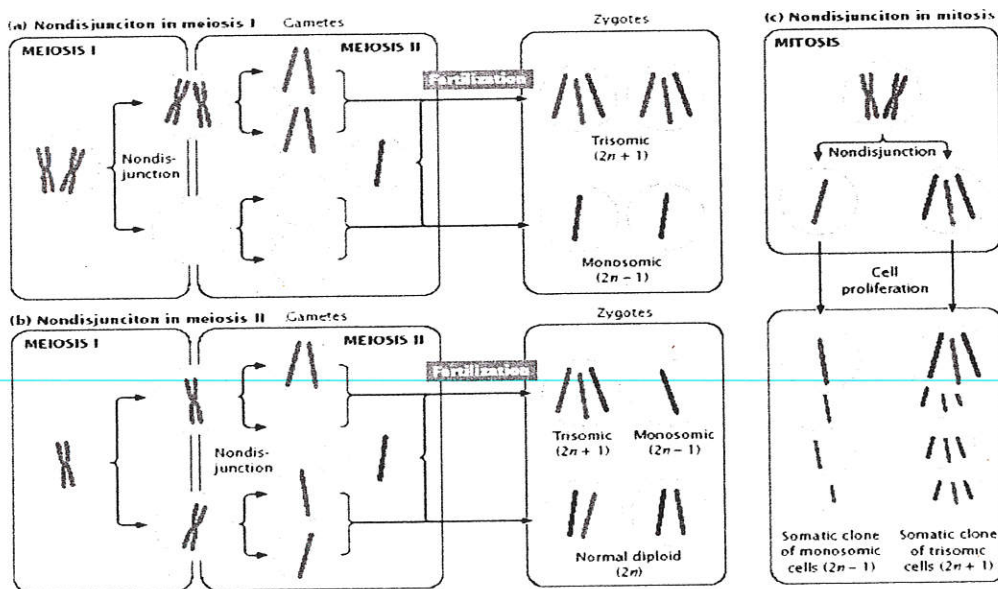 (a) Nondisjunciton in meiosis I
Gametes
MEIOSIS I
MEIOSIS II
Nondis-
junction
Fertilization
Zygotes
Trisomic
(2n + 1)
Monosomic
(2n − 1)
(b) Nondisjunciton in meiosis II
Gametes
MEIOSIS I
MEIOSIS II
Nondis-
junction
Fertilization
Zygotes
Trisomic
(2n + 1)
Monosomic
(2n − 1)
Normal diploid
(2n)
(c) Nondisjunciton in mitosis
MITOSIS
Nondisjunction
Cell
proliferation
Somatic clone
of monosomic
cells (2n − 1)
Somatic clone
of trisomic
cells (2n + 1)